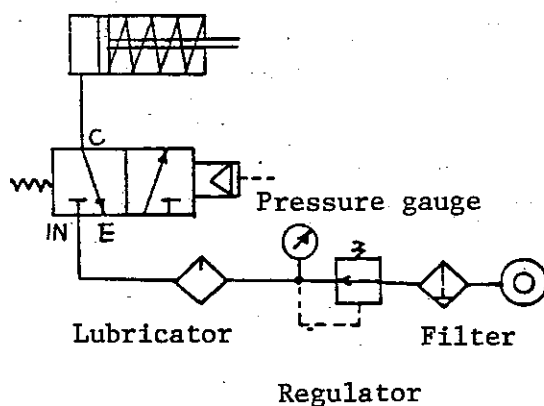 C
IN E
Pressure gauge
Lubricator
Filter
Regulator